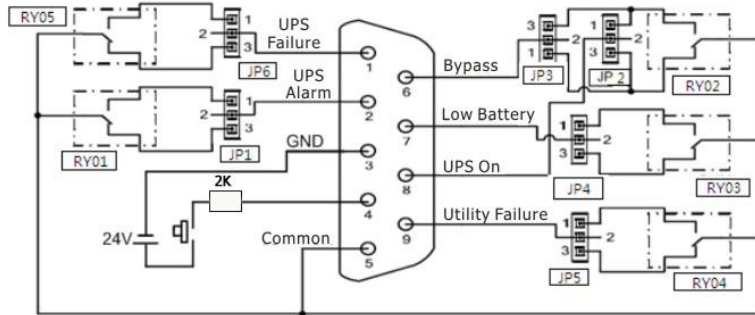 RY05
1
2
3
JP6
UPS
Failure
UPS
Alarm
RY01
1
2
3
JP1
GND
2K
24V
Common
1
2
3
4
5
6
7
8
9
Bypass
Low Battery
UPS On
Utility Failure
3
2
1
JP3
1
2
3
JP 2
RY02
1
2
3
JP4
RY03
1
2
3
JP5
RY04